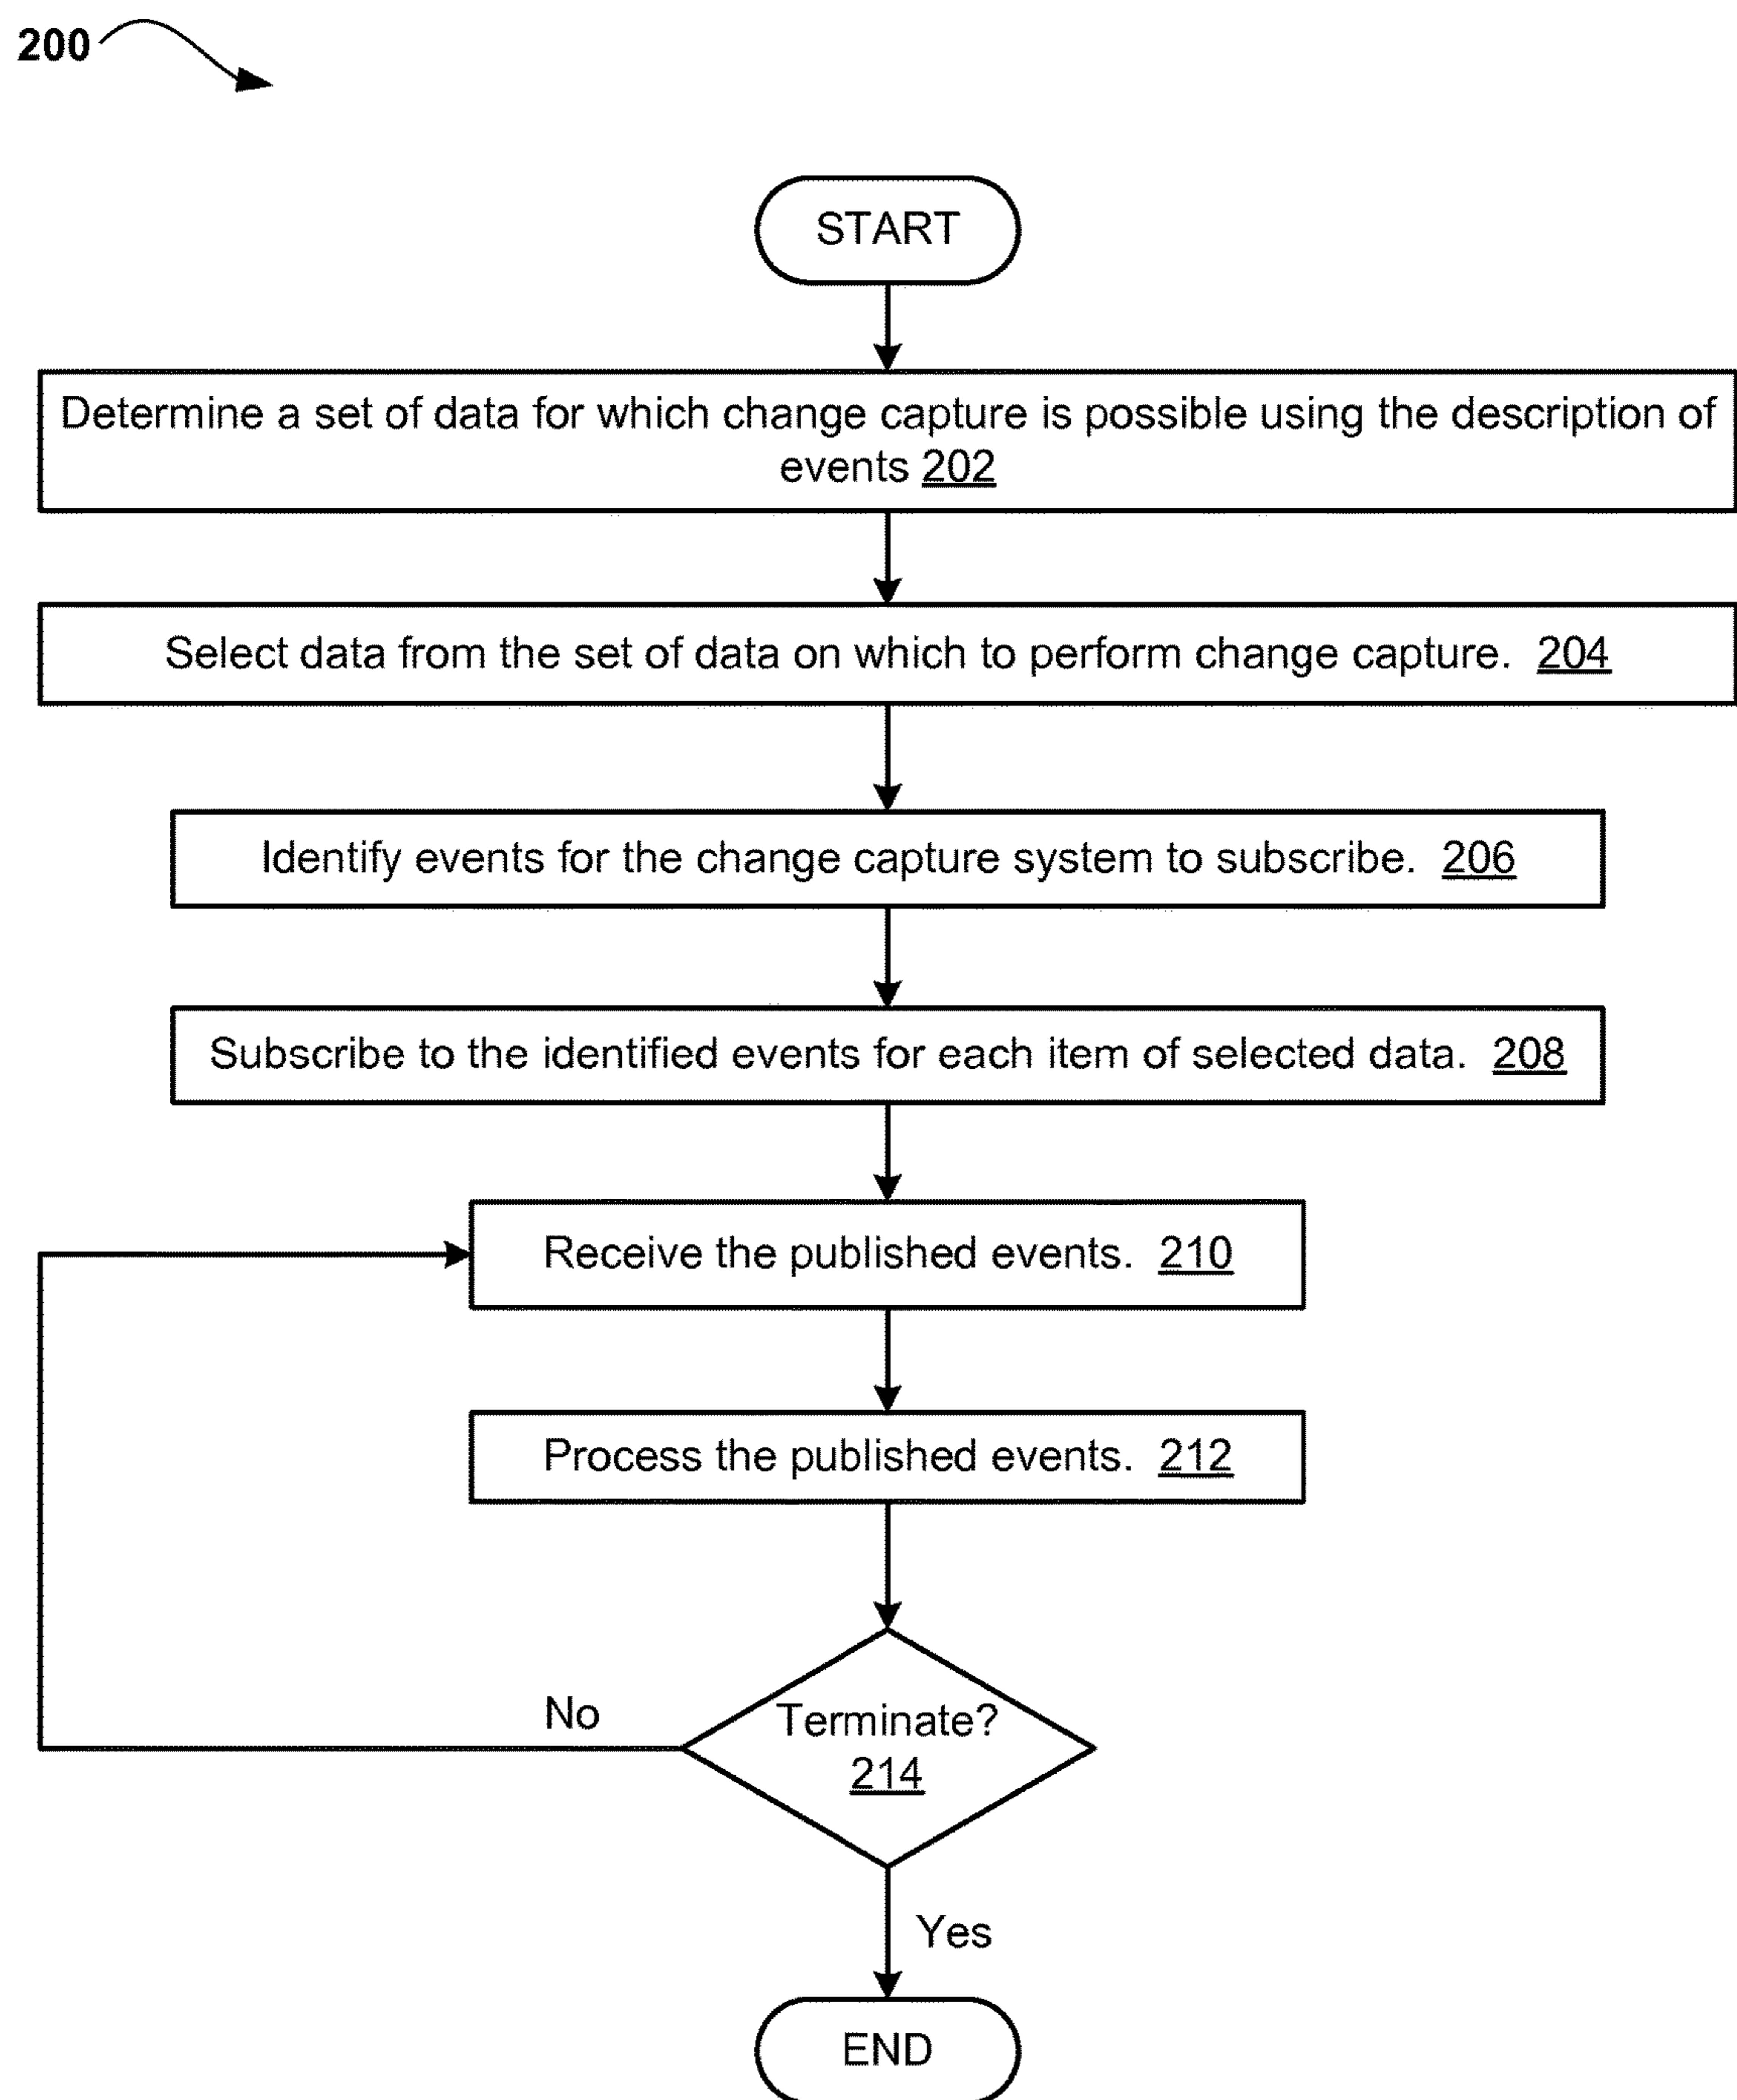 200
START
Determine a set of data for which change capture is possible using the description of
events 202
Select data from the set of data on which to perform change capture. 204
Identify events for the change capture system to subscribe. 206
Subscribe to the identified events for each item of selected data. 208
Receive the published events. 210
Process the published events. 212
No
Terminate?
214
Yes
END